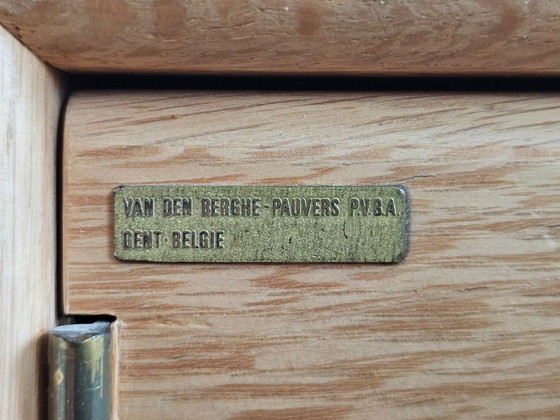 VAN DEN BERGHE-PAUVERS P.V.B.A.
GENT-BELGIE